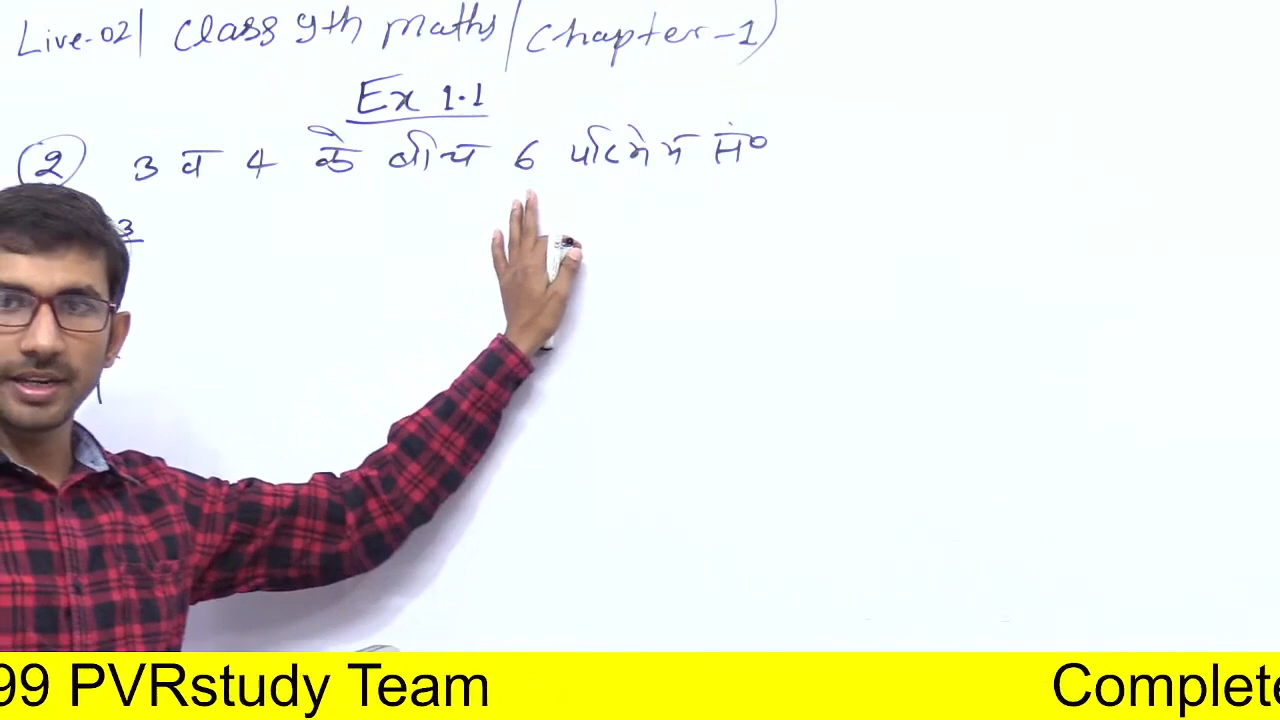 Live-02| Class 9th Maths/(Chapter-1)
Ex 1.1
2 3 व 4 के बीच 6 परिमेय सं०
3
99 PVRstudy Team Complete